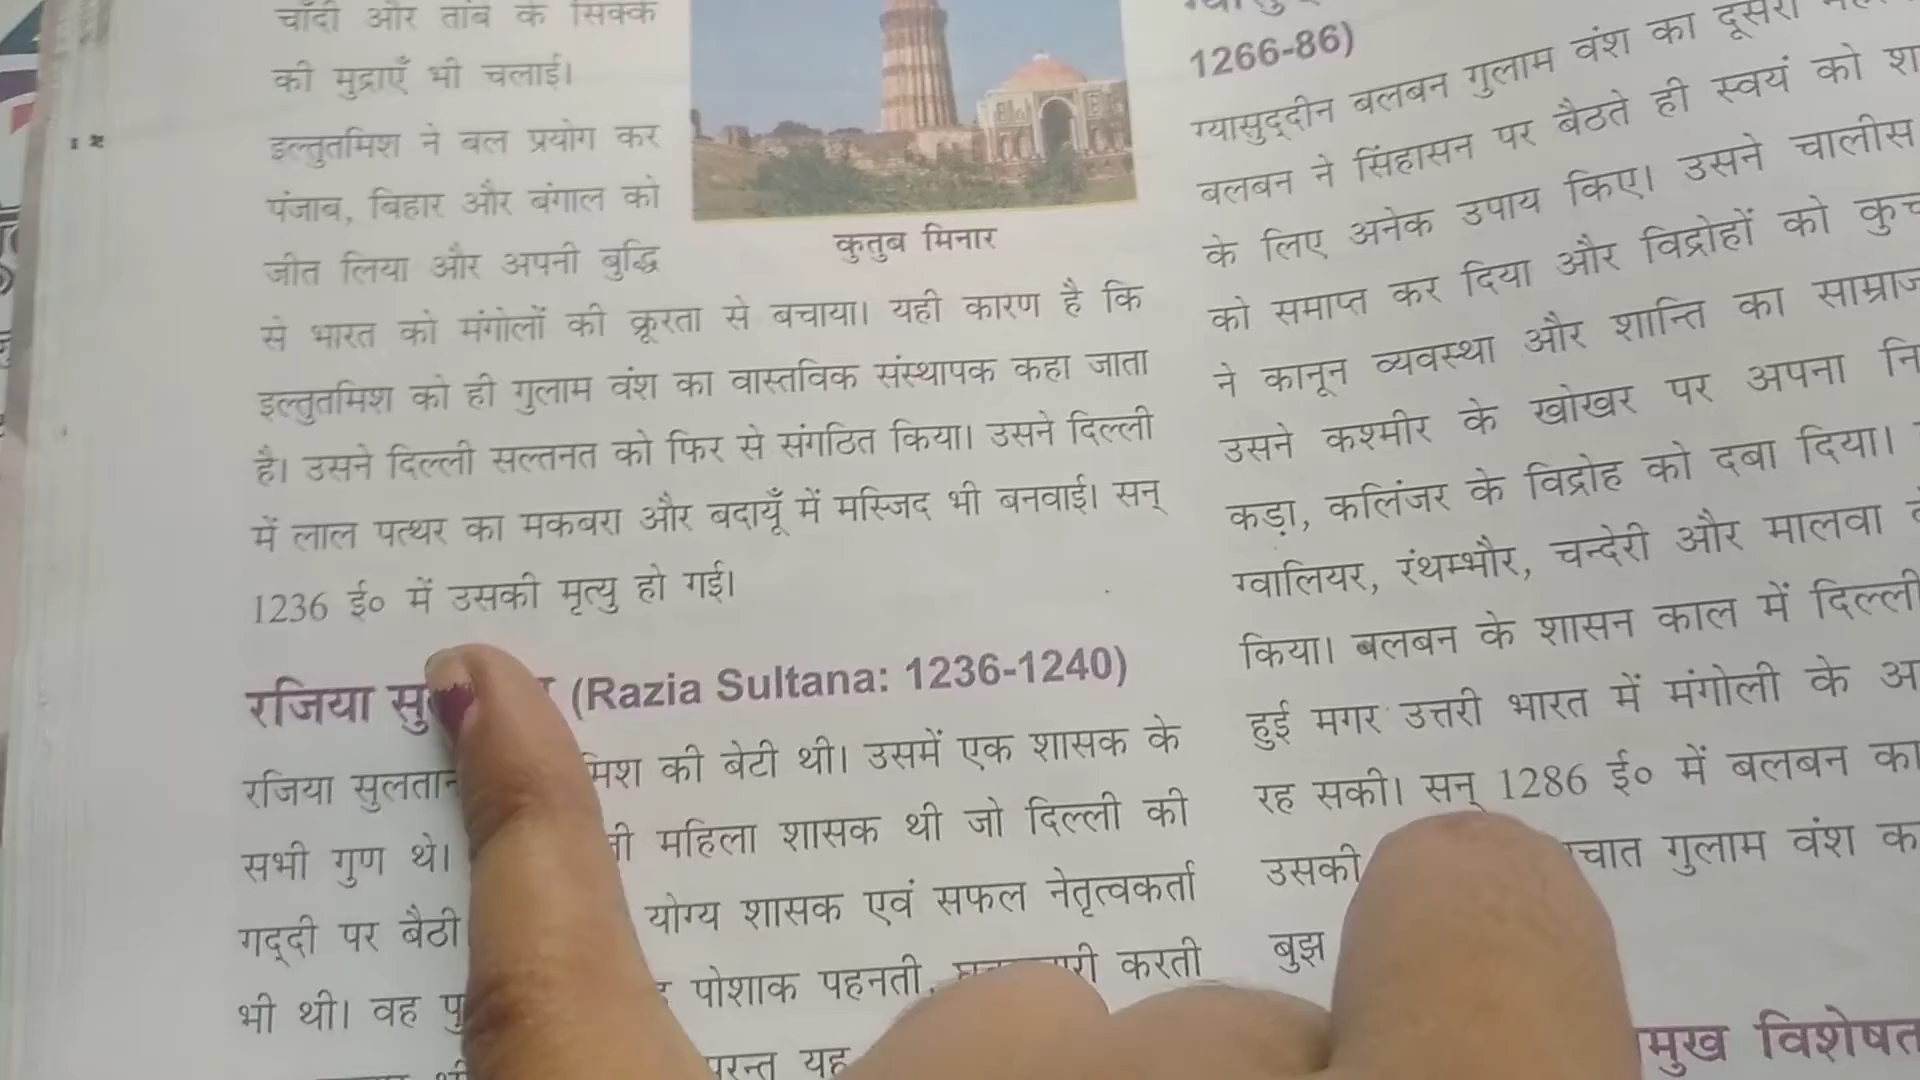 चाँदी और तांबे के सिक्के
की मुद्राएँ भी चलाई।
इल्तुतमिश ने बल प्रयोग कर
पंजाब, बिहार और बंगाल को
जीत लिया और अपनी बुद्धि
कुतुब मिनार
से भारत को मंगोलों की क्रूरता से बचाया। यही कारण है कि
इल्तुतमिश को ही गुलाम वंश का वास्तविक संस्थापक कहा जाता
है। उसने दिल्ली सल्तनत को फिर से संगठित किया। उसने दिल्ली
में लाल पत्थर का मकबरा और बदायूँ में मस्जिद भी बनवाई। सन्
1236 ई० में उसकी मृत्यु हो गई।
रजिया (Razia Sultana: 1236-1240)
रजिया की बेटी थी। उसमें एक शासक के
सभी गुण थे। महिला शासक थी जो दिल्ली की
गद्दी पर बैठी योग्य शासक एवं सफल नेतृत्वकर्ता
भी थी। वह पोशाक पहनती, करती
यह
1266-86)
ग्यासुद्दीन बलबन गुलाम वंश का दूसरा
बलबन ने सिंहासन पर बैठते ही स्वयं को
के लिए अनेक उपाय किए। उसने चालीस
को समाप्त कर दिया और विद्रोहों को
ने कानून व्यवस्था और शान्ति का
उसने कश्मीर के खोखर पर अपना
कड़ा, कलिंजर के विद्रोह को दबा दिया।
ग्वालियर, रंथम्भौर, चन्देरी और मालवा
किया। बलबन के शासन काल में दिल्ली
हुई मगर उत्तरी भारत में मंगोली के
रह सकी। सन् 1286 ई० में बलबन का
उसकी गुलाम वंश
बुझ